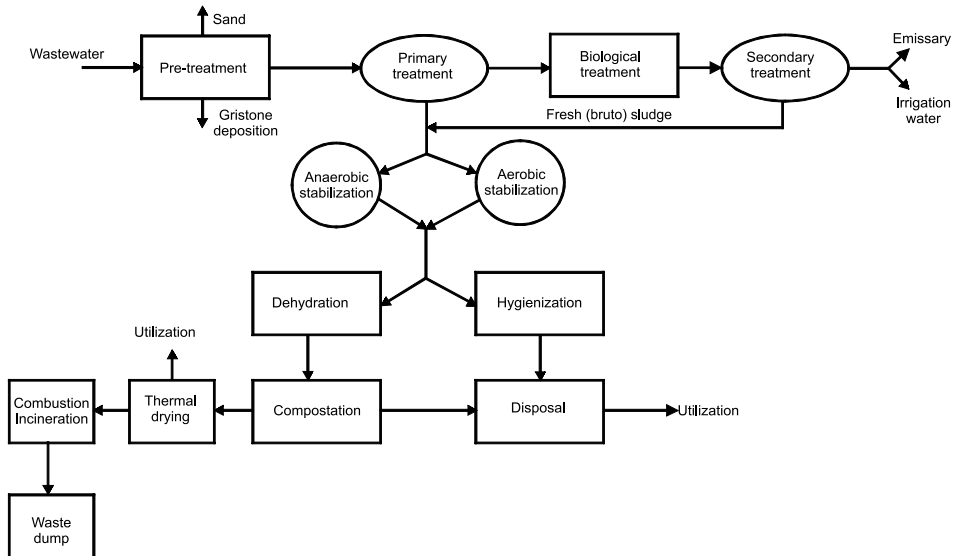 Sand
Wastewater
Pre-treatment
Gristone
deposition
Primary
treatment
Biological
treatment
Secondary
treatment
Emissary
Irrigation
water
Fresh (bruto) sludge
Anaerobic
stabilization
Aerobic
stabilization
Dehydration
Hygienization
Utilization
Combustion
Incineration
Thermal
drying
Compostation
Disposal
Utilization
Waste
dump